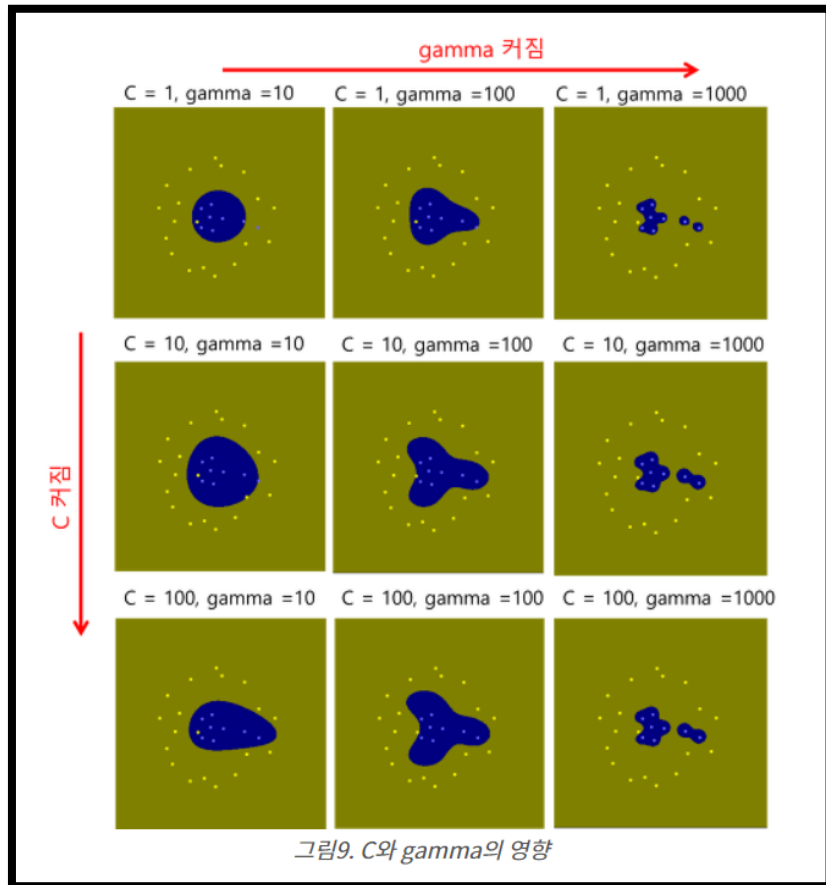 gamma 커짐
C = 1, gamma =10
C = 1, gamma =100
C = 1, gamma =1000
C 커짐
C = 10, gamma =10
C = 10, gamma =100
C = 10, gamma =1000
C = 100, gamma =10
C = 100, gamma =100
C = 100, gamma =1000
그림9. C와 gamma의 영향